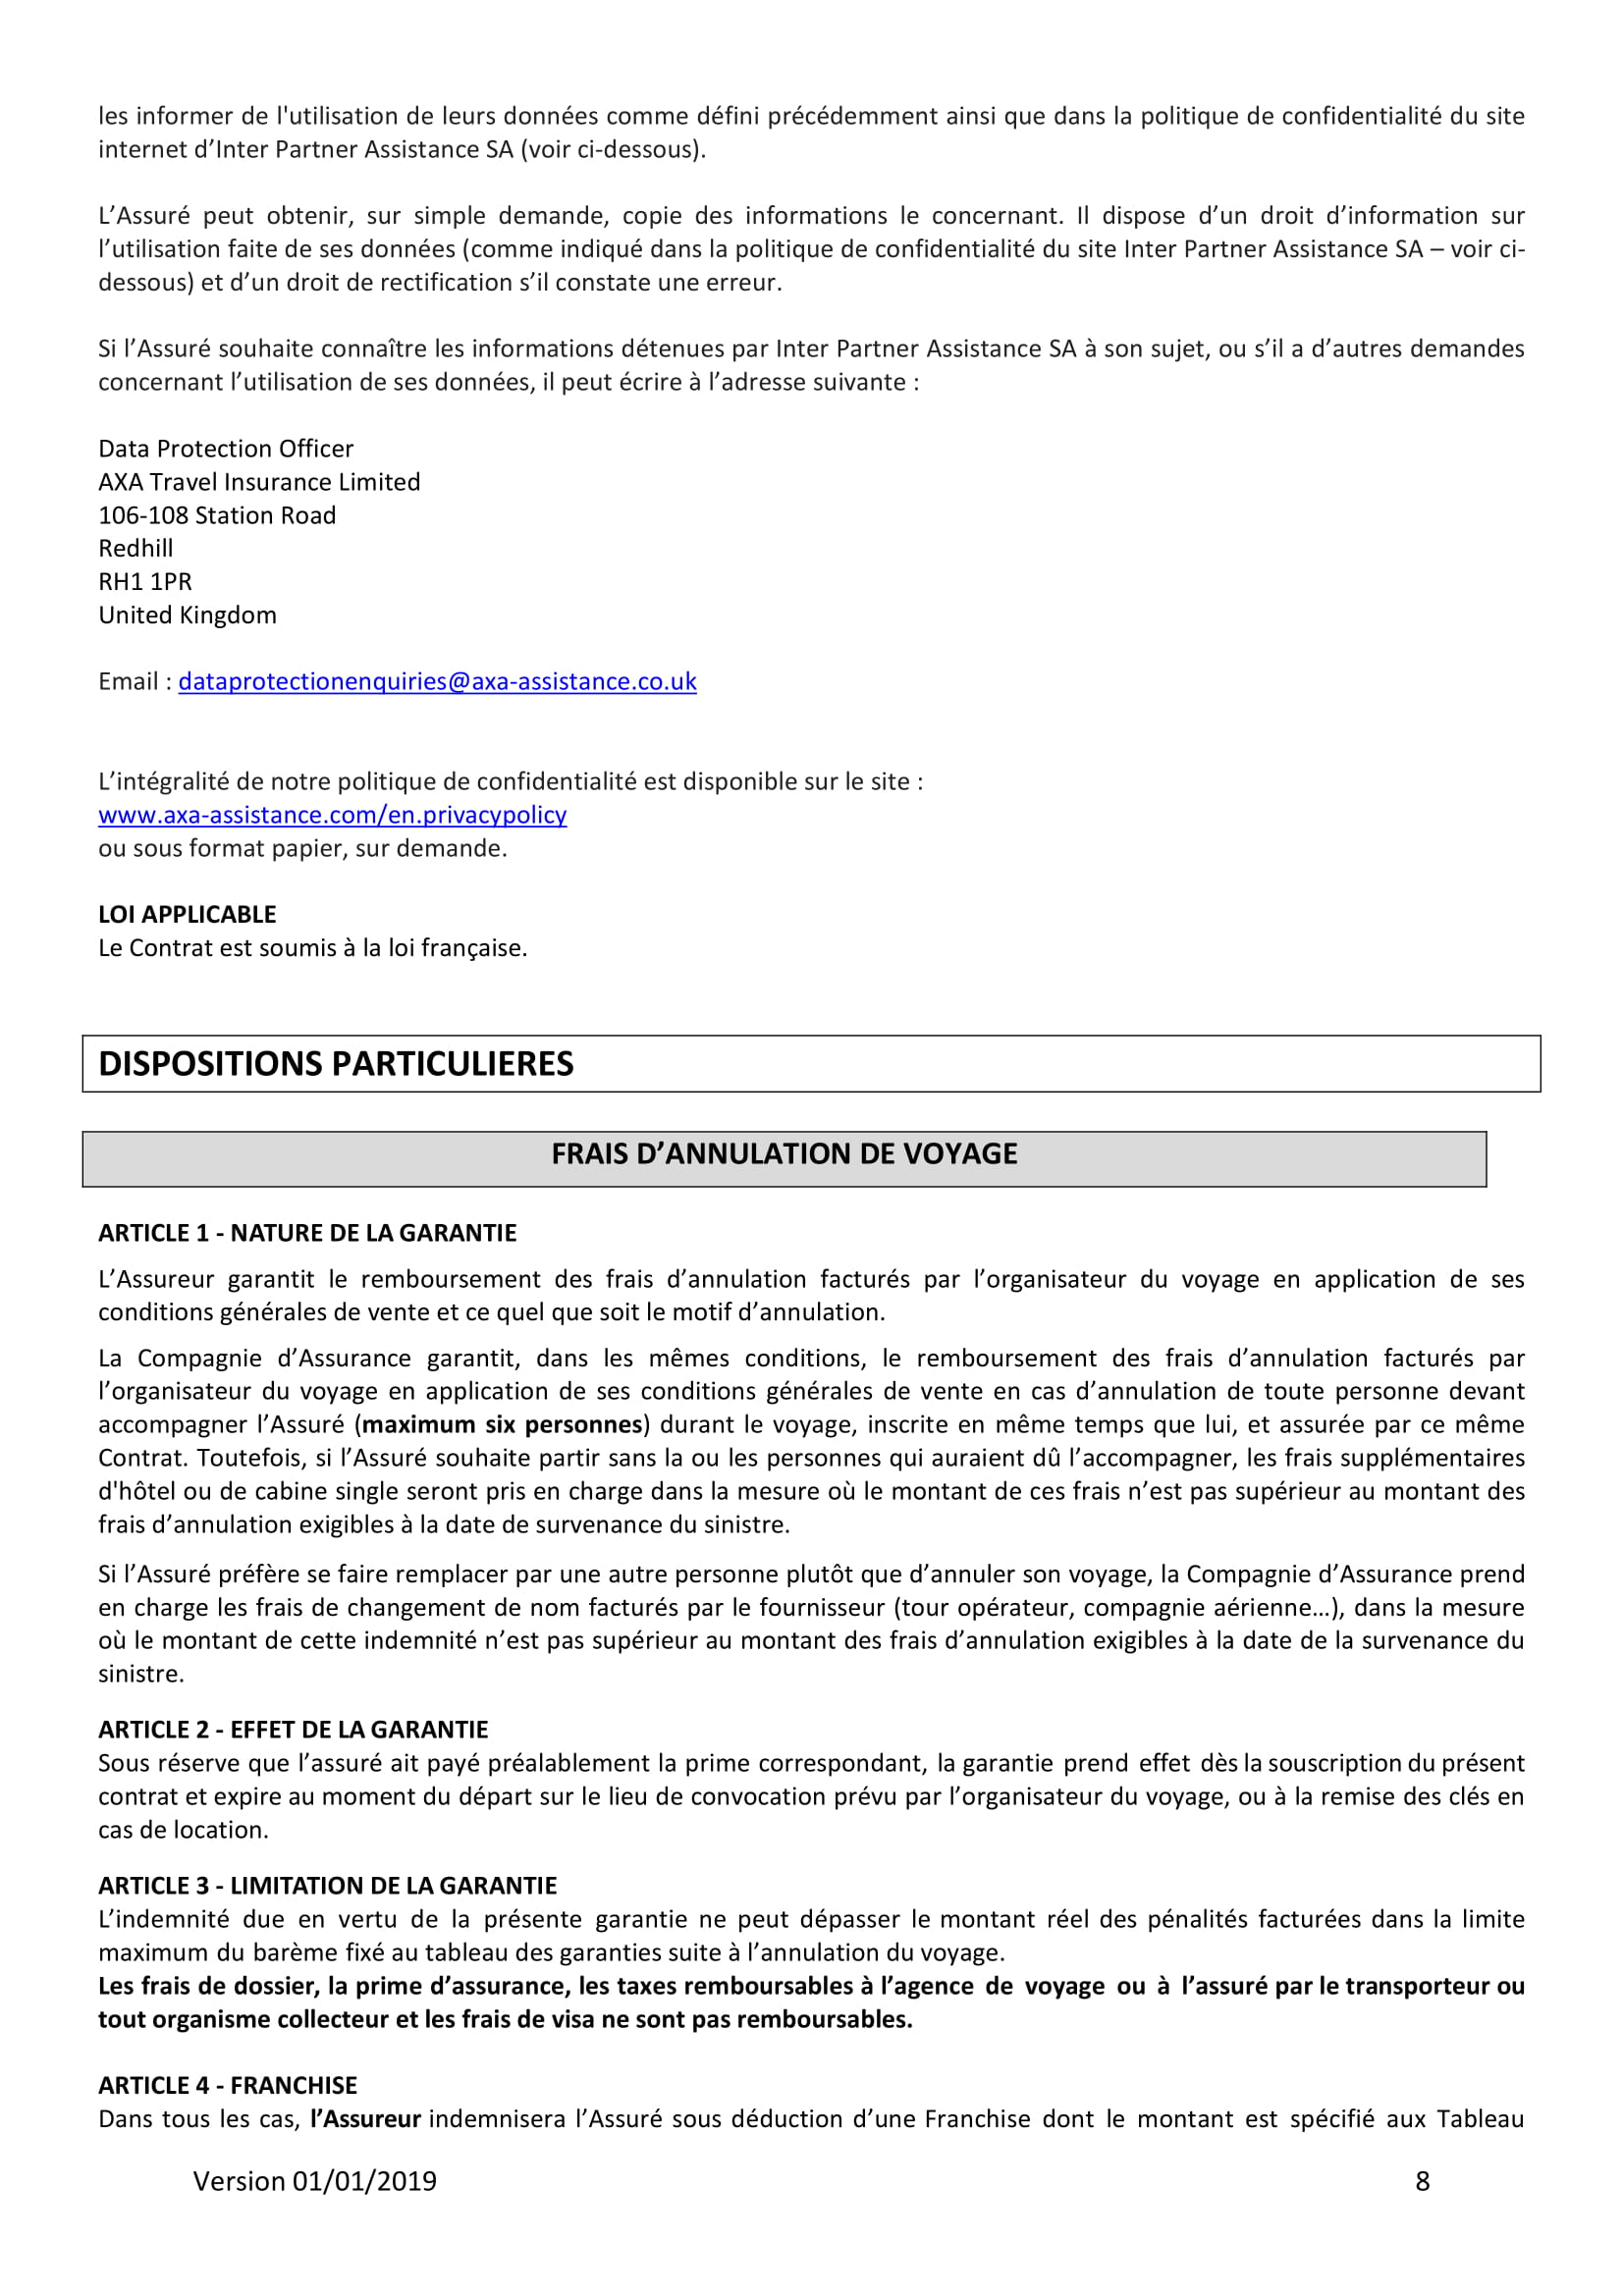 les informer de l'utilisation de leurs données comme défini précédemment ainsi que dans la politique de confidentialité du site
internet d’Inter Partner Assistance SA (voir ci-dessous).
L’Assuré peut obtenir, sur simple demande, copie des informations le concernant. Il dispose d’un droit d’information sur
l’utilisation faite de ses données (comme indiqué dans la politique de confidentialité du site Inter Partner Assistance SA – voir ci-
dessous) et d’un droit de rectification s’il constate une erreur.
Si l’Assuré souhaite connaître les informations détenues par Inter Partner Assistance SA à son sujet, ou s’il a d’autres demandes
concernant l’utilisation de ses données, il peut écrire à l’adresse suivante :
Data Protection Officer
AXA Travel Insurance Limited
106-108 Station Road
Redhill
RH1 1PR
United Kingdom
Email : dataprotectionenquiries@axa-assistance.co.uk
L’intégralité de notre politique de confidentialité est disponible sur le site :
www.axa-assistance.com/en.privacypolicy
ou sous format papier, sur demande.
LOI APPLICABLE
Le Contrat est soumis à la loi française.
DISPOSITIONS PARTICULIERES
FRAIS D’ANNULATION DE VOYAGE
ARTICLE 1 - NATURE DE LA GARANTIE
L’Assureur garantit le remboursement des frais d’annulation facturés par l’organisateur du voyage en application de ses
conditions générales de vente et ce quel que soit le motif d’annulation.
La Compagnie d’Assurance garantit, dans les mêmes conditions, le remboursement des frais d’annulation facturés par
l’organisateur du voyage en application de ses conditions générales de vente en cas d’annulation de toute personne devant
accompagner l’Assuré (maximum six personnes) durant le voyage, inscrite en même temps que lui, et assurée par ce même
Contrat. Toutefois, si l’Assuré souhaite partir sans la ou les personnes qui auraient dû l’accompagner, les frais supplémentaires
d'hôtel ou de cabine single seront pris en charge dans la mesure où le montant de ces frais n’est pas supérieur au montant des
frais d’annulation exigibles à la date de survenance du sinistre.
Si l’Assuré préfère se faire remplacer par une autre personne plutôt que d’annuler son voyage, la Compagnie d’Assurance prend
en charge les frais de changement de nom facturés par le fournisseur (tour opérateur, compagnie aérienne…), dans la mesure
où le montant de cette indemnité n’est pas supérieur au montant des frais d’annulation exigibles à la date de la survenance du
sinistre.
ARTICLE 2 - EFFET DE LA GARANTIE
Sous réserve que l’assuré ait payé préalablement la prime correspondant, la garantie prend effet dès la souscription du présent
contrat et expire au moment du départ sur le lieu de convocation prévu par l’organisateur du voyage, ou à la remise des clés en
cas de location.
ARTICLE 3 - LIMITATION DE LA GARANTIE
L’indemnité due en vertu de la présente garantie ne peut dépasser le montant réel des pénalités facturées dans la limite
maximum du barème fixé au tableau des garanties suite à l’annulation du voyage.
Les frais de dossier, la prime d’assurance, les taxes remboursables à l’agence de voyage ou à l’assuré par le transporteur ou
tout organisme collecteur et les frais de visa ne sont pas remboursables.
ARTICLE 4 - FRANCHISE
Dans tous les cas, l’Assureur indemnisera l’Assuré sous déduction d’une Franchise dont le montant est spécifié aux Tableau
Version 01/01/2019 8